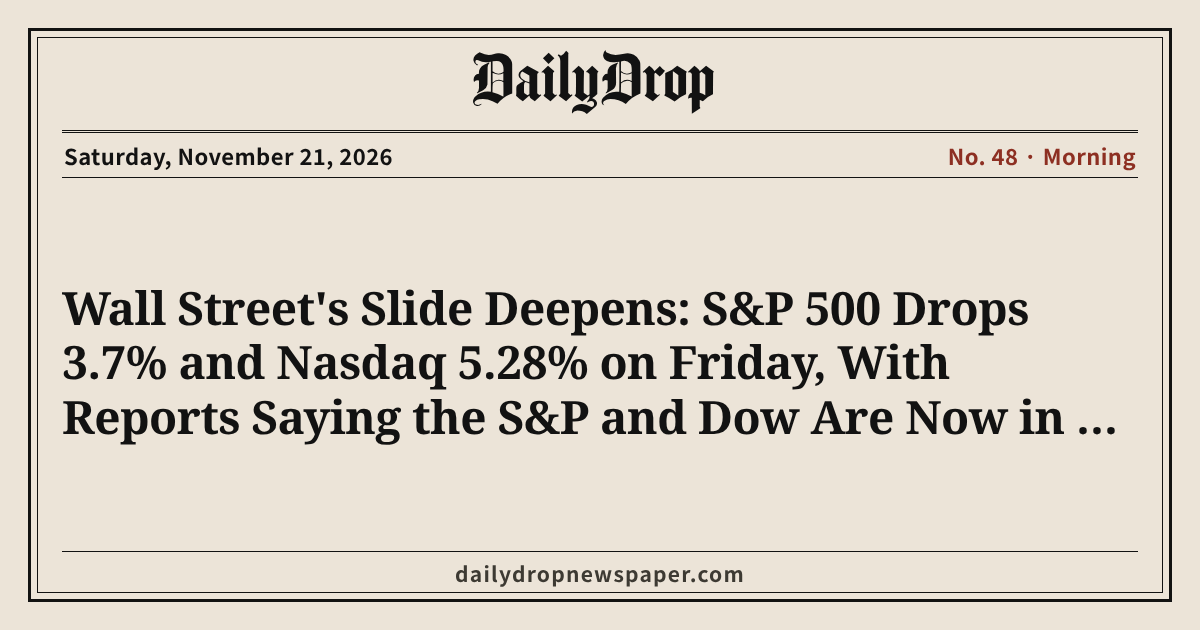 DailyDrop
Saturday, November 21, 2026
No. 48 · Morning
Wall Street's Slide Deepens: S&P 500 Drops
3.7% and Nasdaq 5.28% on Friday, With
Reports Saying the S&P and Dow Are Now in ...
dailydropnewspaper.com